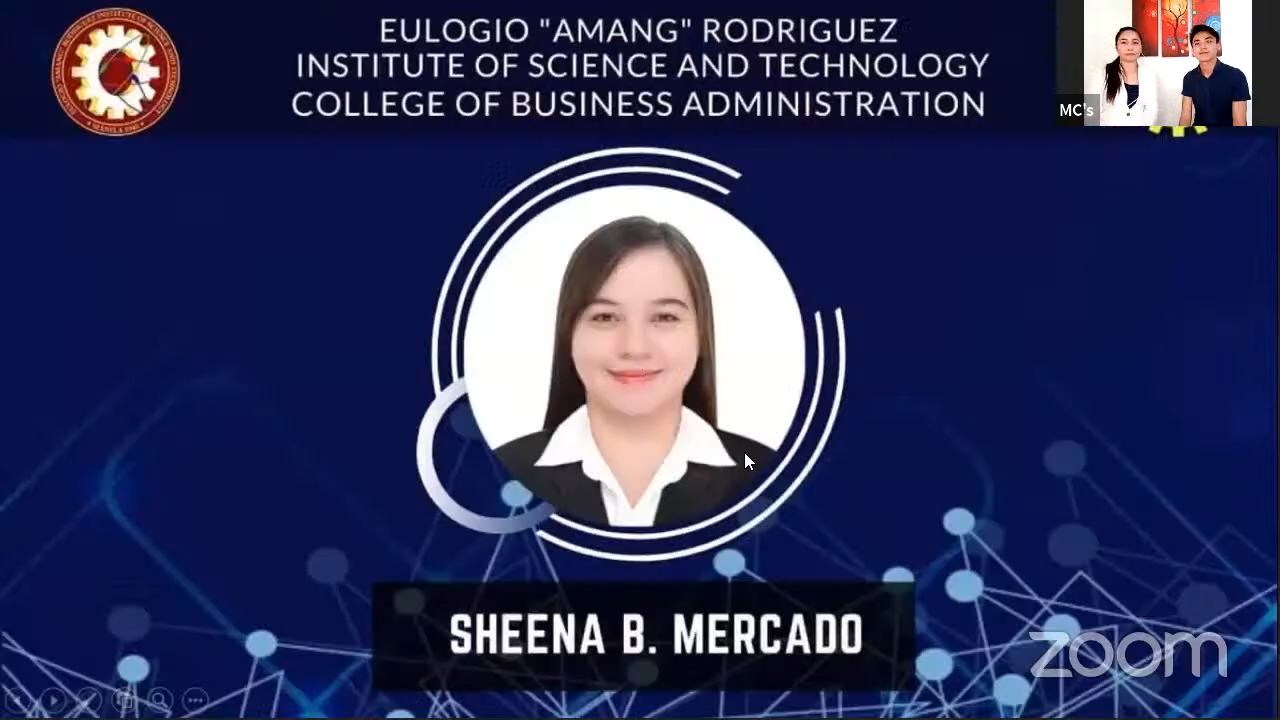 EULOGIO "AMANG" RODRIGUEZ
INSTITUTE OF SCIENCE AND TECHNOLOGY
COLLEGE OF BUSINESS ADMINISTRATION
MC's
SHEENA B. MERCADO
zoom